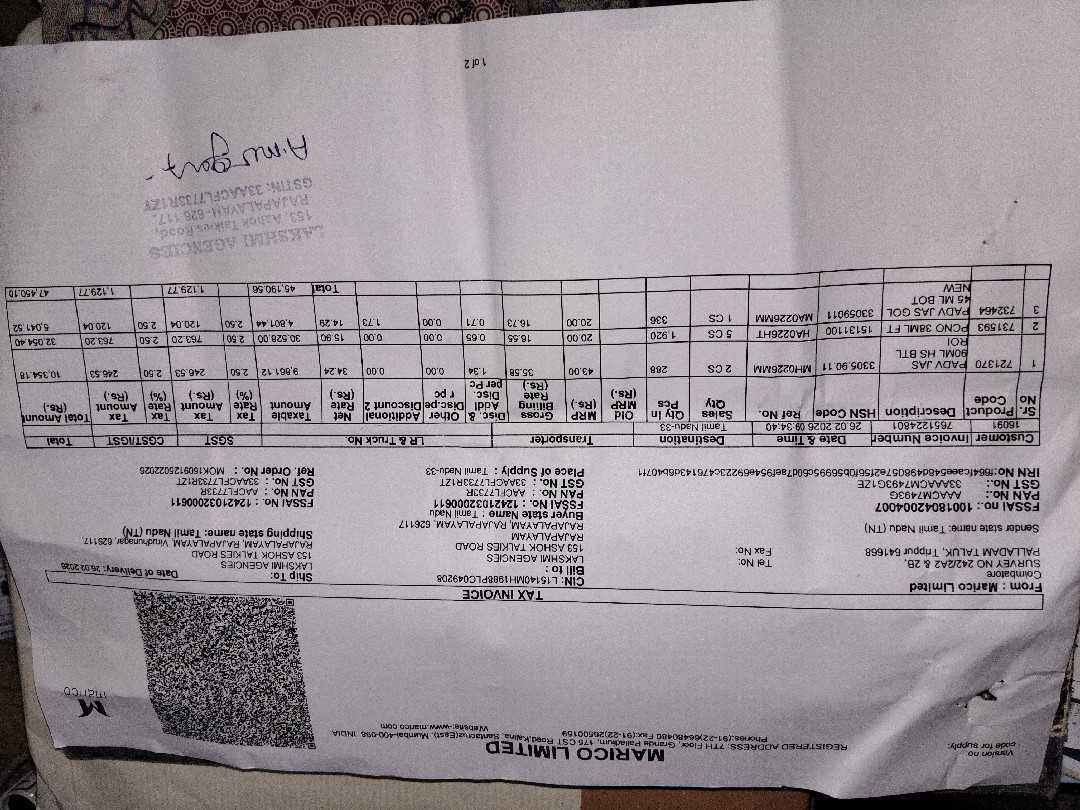 Version no
code for supply:
MARICO LIMITED
REGISTERED ADDRESS: 7TH Floor, Grande Palladium, 175 CST Road, Kalina, Santacruz(East), Mumbai-400-098. INDIA
Phones:(91-22)66480480 Fax:(91-22)26500159
Website:-www.marico.com
marico
TAX INVOICE
From : Marico Limited
Coimbatore
SURVEY NO 242/2A2 & 2B,
PALLADAM TALUK, Tirppur 641668
Tel No:
Fax No:
Sender state name: Tamil Nadu (TN)
FSSAI no.: 10018042004007
PAN No.: AAACM7493G
GST No.: 33AAACM7493G1ZE
CIN: L15140MH1988PLC049208
Bill to :
LAKSHMI AGENCIES
153 ASHOK TALKIES ROAD
RAJAPALAYAM
RAJAPALAYAM, RAJAPALAYAM, 626117
Buyer state Name : Tamil Nadu
FSSAI No. : 12421032000611
PAN No. : AACFL7733R
GST No. : 33AACFL7733R1ZT
Place of Supply : Tamil Nadu-33
Ship To:
Date of Delivery: 26.02.2026
LAKSHMI AGENCIES
153 ASHOK TALKIES ROAD
RAJAPALAYAM, RAJAPALAYAM, Virudhunagar, 626117,
Shipping state name: Tamil Nadu (TN)
FSSAI No. : 12421032000611
PAN No. : AACFL7733R
GST No. : 33AACFL7733R1ZT
Ref Order No. :
Customer Invoice Number Date & Time Destination Transporter LR & Truck No. SGST CGST/IGST Total
16091 7651224801 26.02.2026 09:34:40 Tamil Nadu-33
Sr. No Product Code Description HSN Code Ref No. Sales Qty Qty In Pcs Old MRP (Rs.) MRP (Rs.) Gross Billing Rate (Rs.) Disc. & Addl Disc. per Pc Other Disc.per pc Additional Discount 2 Net Rate (Rs.) Taxable Amount Tax Rate (%) Tax Amount (Rs.) Tax Rate (%) Tax Amount (Rs.) Total Amount (Rs.)
1 721370 PADV JAS 90ML HS BTL ROI 3305.90.11 MH0226MM 2 CS 288 43.00 35.58 1.34 0.00 0.00 34.24 9,861.12 2.50 246.53 2.50 246.53 10,354.18
2 731593 PCNO 38ML FT 15131100 HA0226HT 5 CS 1,920 20.00 16.55 0.65 0.00 0.00 15.90 30,528.00 2.50 763.20 2.50 763.20 32,054.40
3 732464 PADV JAS GOL 45 ML BOT NEW 33059011 MA0226MM 1 CS 336 20.00 16.73 0.71 0.00 1.73 14.29 4,801.44 2.50 120.04 2.50 120.04 5,041.52
Total 45,190.56 1,129.77 1,129.77 47,450.10
LAKSHMI AGENCIES
153, Ashok Talkies Road,
RAJAPALAYAM- 626 117.
GSTIN: 33AACFL7733R1ZT
1 of 2